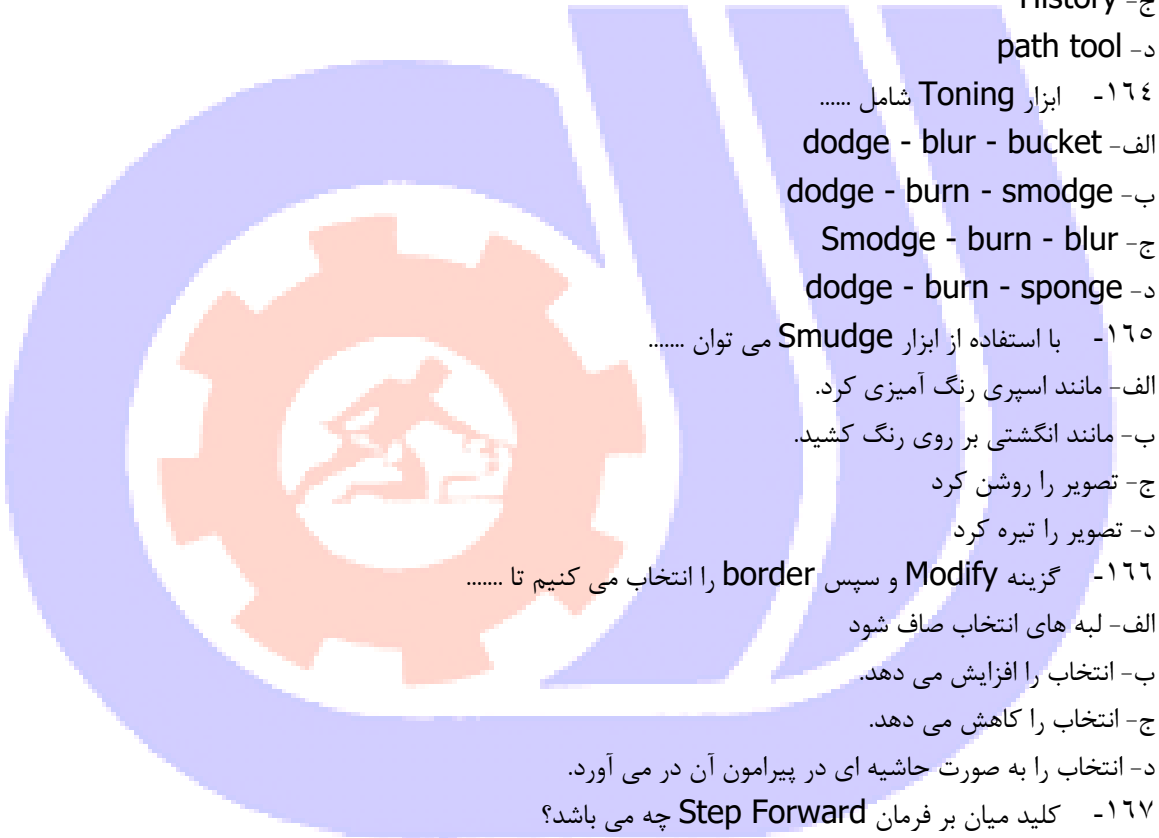 ج- History
د- path tool
١٦٤- ابزار Toning شامل ......
الف- dodge - blur - bucket
ب- dodge - burn - smodge
ج- Smodge - burn - blur
د- dodge - burn - sponge
١٦٥- با استفاده از ابزار Smudge می توان .......
الف- مانند اسپری رنگ آمیزی کرد.
ب- مانند انگشتی بر روی رنگ کشید.
ج- تصویر را روشن کرد
د- تصویر را تیره کرد
١٦٦- گزینه Modify و سپس border را انتخاب می کنیم تا .......
الف- لبه های انتخاب صاف شود
ب- انتخاب را افزایش می دهد.
ج- انتخاب را کاهش می دهد.
د- انتخاب را به صورت حاشیه ای در پیرامون آن در می آورد.
١٦٧- کلید میان بر فرمان Step Forward چه می باشد؟